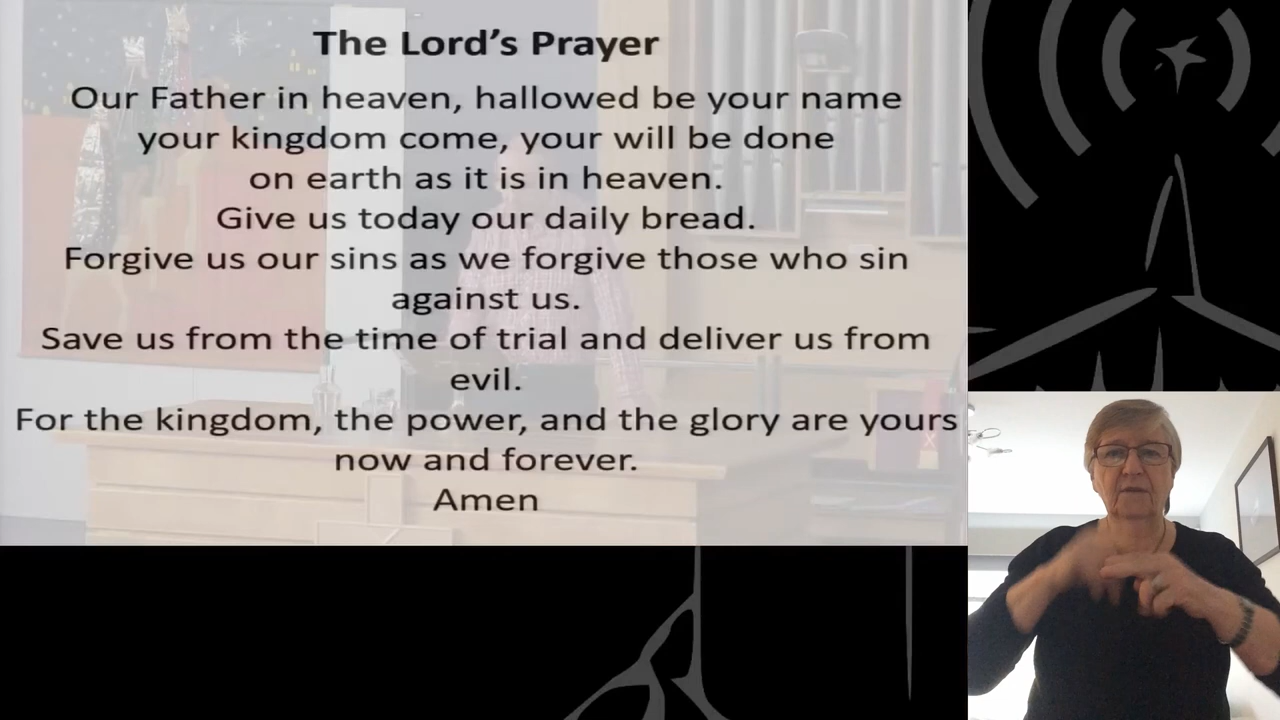 The Lord's Prayer
Our Father in heaven, hallowed be your name
your kingdom come, your will be done
on earth as it is in heaven.
Give us today our daily bread.
Forgive us our sins as we forgive those who sin
against us.
Save us from the time of trial and deliver us from
evil.
For the kingdom, the power, and the glory are yours
now and forever.
Amen